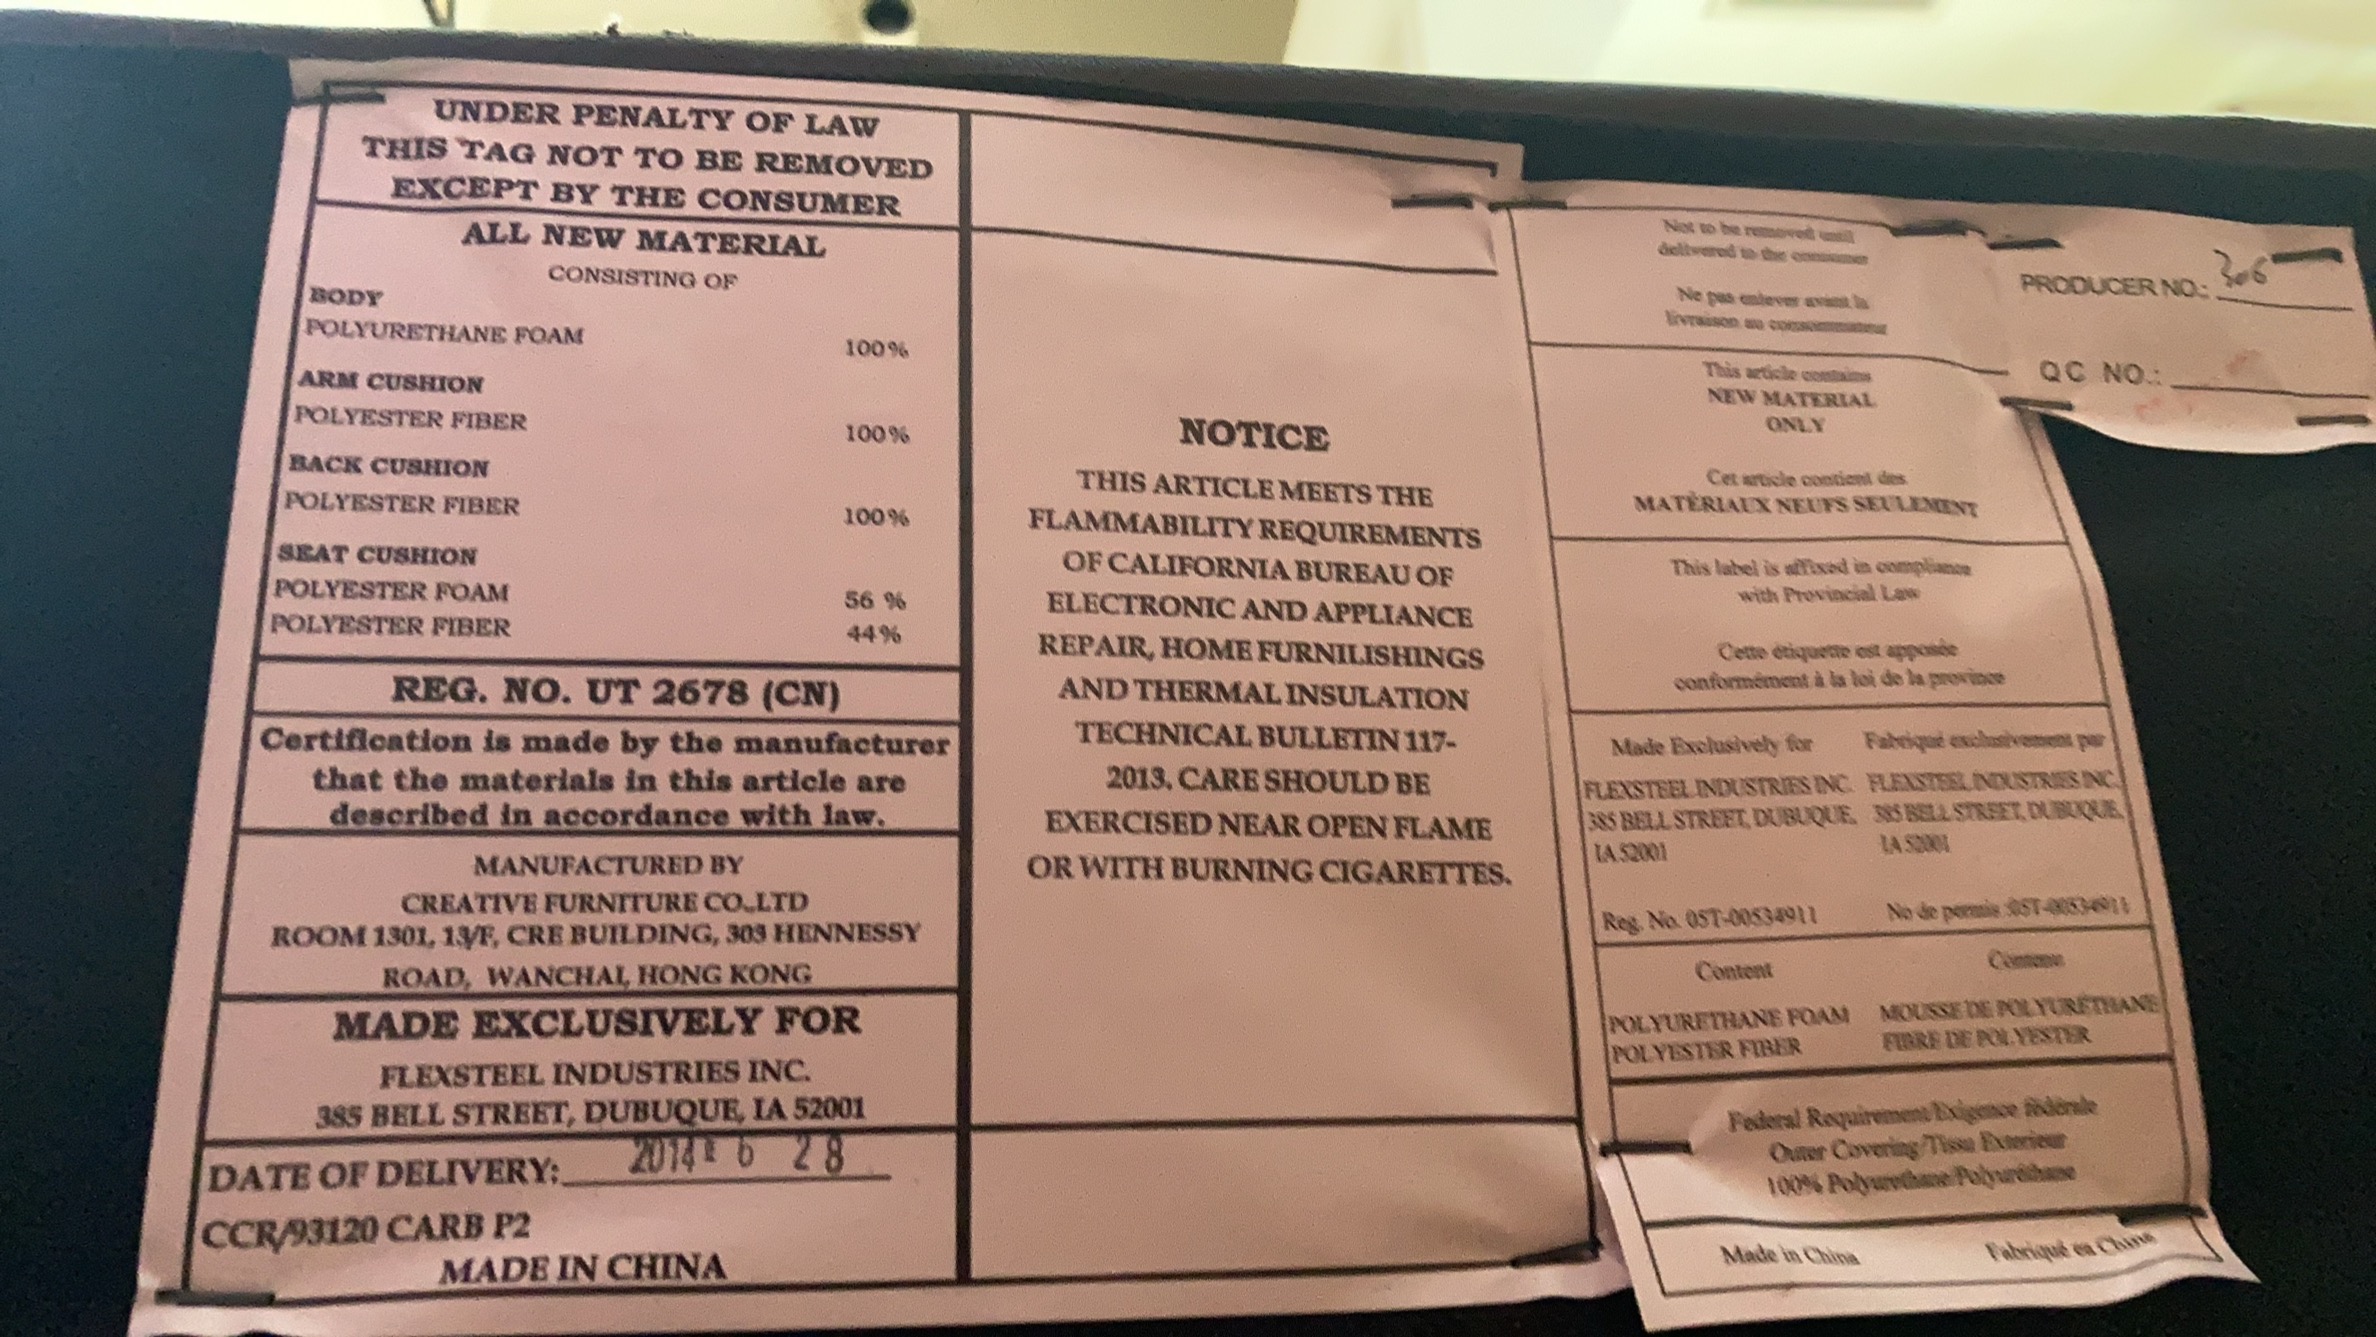 UNDER PENALTY OF LAW
THIS TAG NOT TO BE REMOVED
EXCEPT BY THE CONSUMER
ALL NEW MATERIAL
CONSISTING OF
BODY
POLYURETHANE FOAM 100%
ARM CUSHION
POLYESTER FIBER 100%
BACK CUSHION
POLYESTER FIBER 100%
SEAT CUSHION
POLYESTER FOAM 56 %
POLYESTER FIBER 44%
REG. NO. UT 2678 (CN)
Certification is made by the manufacturer
that the materials in this article are
described in accordance with law.
MANUFACTURED BY
CREATIVE FURNITURE CO.,LTD
ROOM 1301, 13/F, CRE BUILDING, 303 HENNESSY
ROAD, WANCHAI, HONG KONG
MADE EXCLUSIVELY FOR
FLEXSTEEL INDUSTRIES INC.
385 BELL STREET, DUBUQUE, IA 52001
DATE OF DELIVERY: 2014 6 28
CCR/93120 CARB P2
MADE IN CHINA
NOTICE
THIS ARTICLE MEETS THE
FLAMMABILITY REQUIREMENTS
OF CALIFORNIA BUREAU OF
ELECTRONIC AND APPLIANCE
REPAIR, HOME FURNILISHINGS
AND THERMAL INSULATION
TECHNICAL BULLETIN 117-
2013. CARE SHOULD BE
EXERCISED NEAR OPEN FLAME
OR WITH BURNING CIGARETTES.
Not to be removed until
delivered to the consumer
Ne pas enlever avant la
livraison au consommateur
This article contains
NEW MATERIAL
ONLY
Cet article contient des
MATÈRIAUX NEUFS SEULEMENT
This label is affixed in compliance
with Provincial Law
Cette étiquette est apposée
conformément à la loi de la province
Made Exclusively for
FLEXSTEEL INDUSTRIES INC.
385 BELL STREET, DUBUQUE,
IA 52001
Reg. No. 05T-00534911
Fabriqué exclusivement par
FLEXSTEEL INDUSTRIES INC.
385 BELL STREET, DUBUQUE,
IA 52001
No de permis :05T-00534911
Content
POLYURETHANE FOAM
POLYESTER FIBER
Contenu
MOUSSE DE POLYURÉTHANE
FIBRE DE POLYESTER
Federal Requirement/Exigence fédérale
Outer Covering/Tissu Exterieur
100% Polyurethane/Polyuréthane
Made in China Fabriqué en China
PRODUCER NO.: 306
QC NO.: